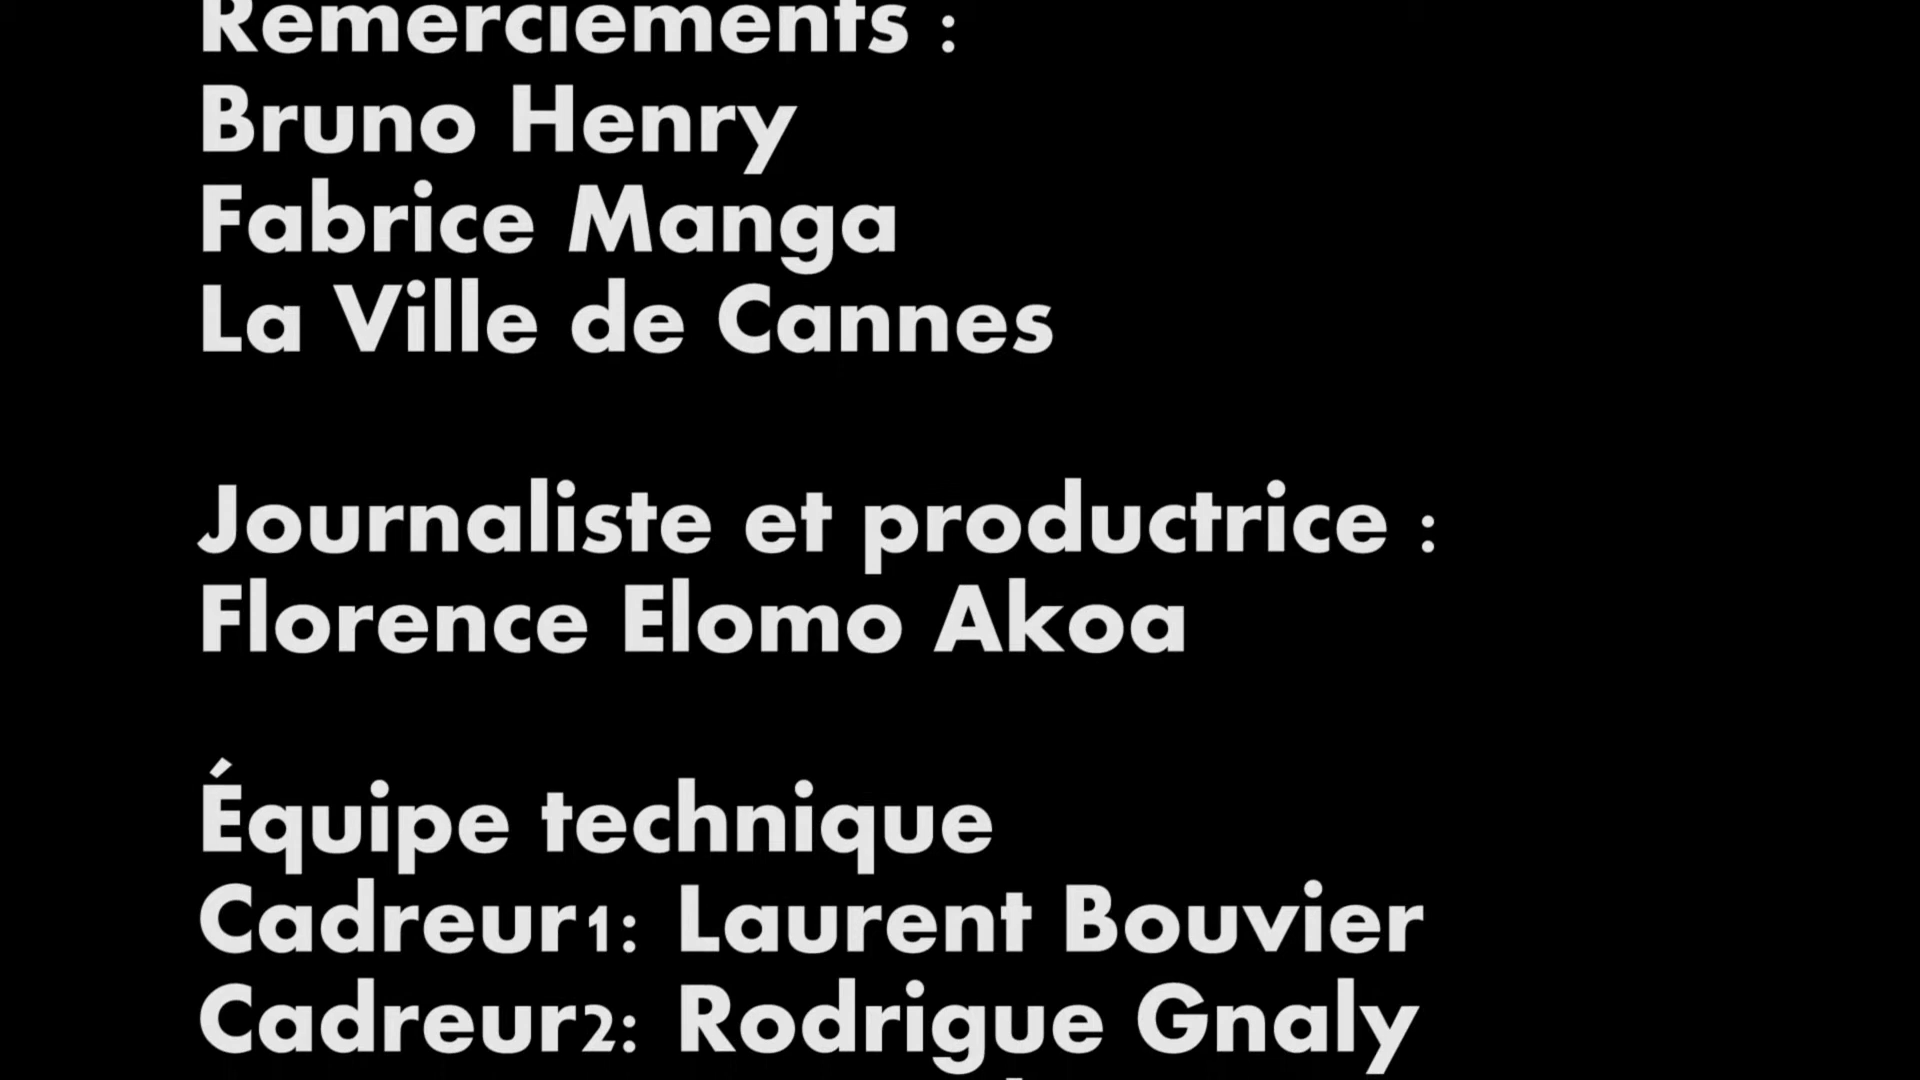 Remerciements :
Bruno Henry
Fabrice Manga
La Ville de Cannes
Journaliste et productrice :
Florence Elomo Akoa
Équipe technique
Cadreur1: Laurent Bouvier
Cadreur2: Rodrigue Gnaly